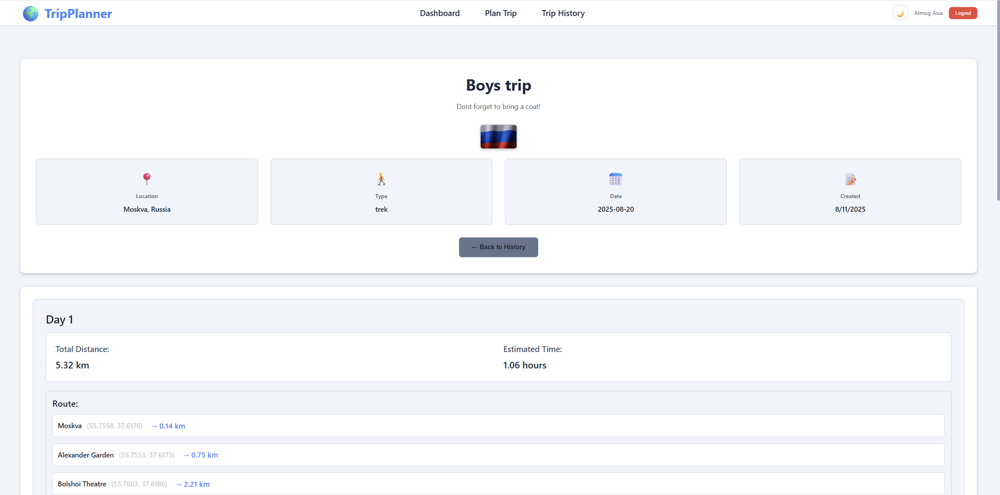 TripPlanner
Dashboard Plan Trip Trip History
Almog Asia Logout
Boys trip
Dont forget to bring a coat!
Location
Moskva, Russia
Type
trek
Date
2025-08-20
Created
8/11/2025
← Back to History
Day 1
Total Distance:
5.32 km
Estimated Time:
1.06 hours
Route:
Moskva (55.7558, 37.6176) → 0.14 km
Alexander Garden (55.7553, 37.6173) → 0.75 km
Bolshoi Theatre (55.7603, 37.6186) → 2.21 km